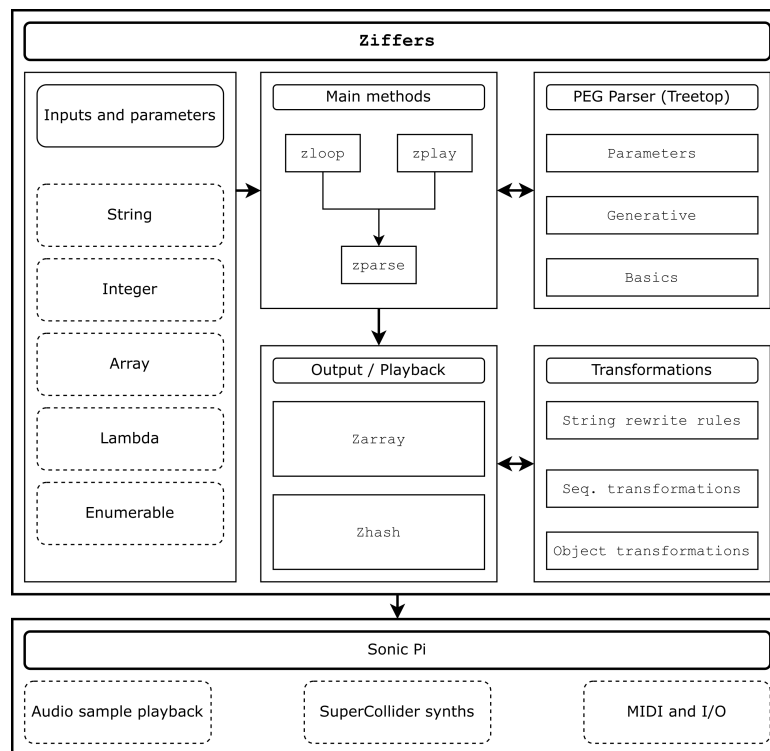 Ziffers
Inputs and parameters
String
Integer
Array
Lambda
Enumerable
Main methods
zloop
zplay
zparse
PEG Parser (Treetop)
Parameters
Generative
Basics
Output / Playback
Zarray
Zhash
Transformations
String rewrite rules
Seq. transformations
Object transformations
Sonic Pi
Audio sample playback
SuperCollider synths
MIDI and I/O